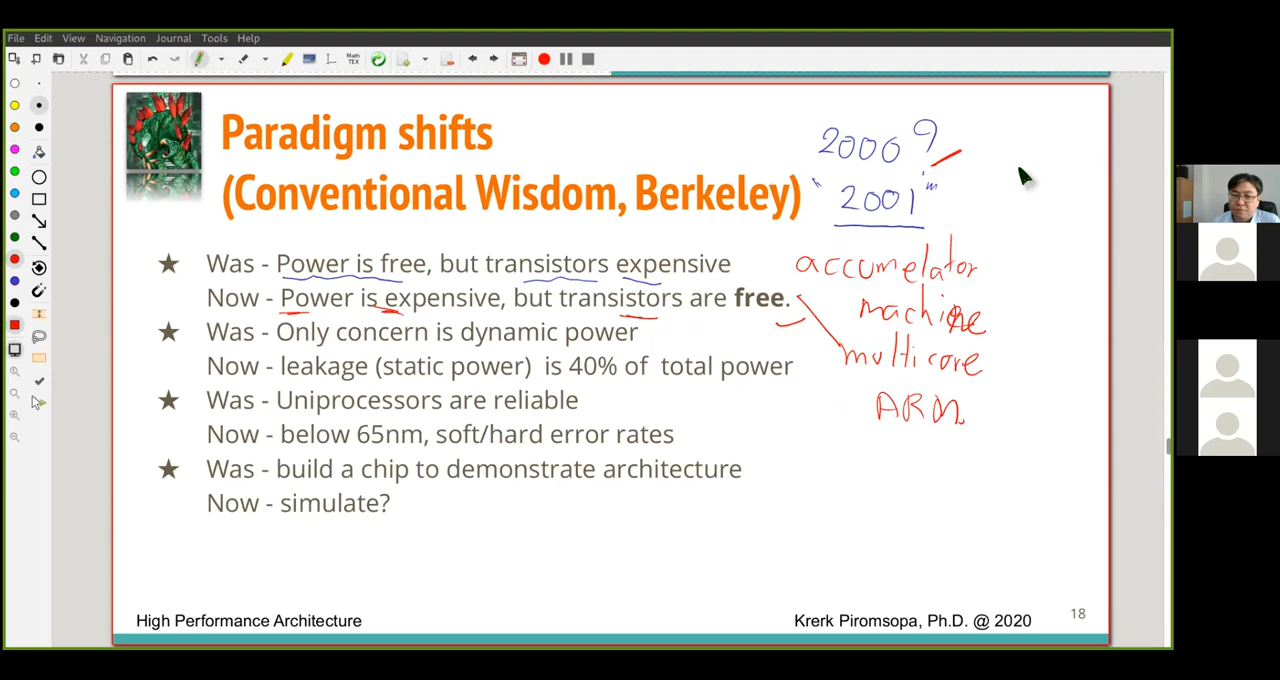 File Edit View Navigation Journal Tools Help
Math
TEX
Paradigm shifts
(Conventional Wisdom, Berkeley)
2000
2001
★ Was - Power is free, but transistors expensive
Now - Power is expensive, but transistors are free.
★ Was - Only concern is dynamic power
Now - leakage (static power) is 40% of total power
★ Was - Uniprocessors are reliable
Now - below 65nm, soft/hard error rates
★ Was - build a chip to demonstrate architecture
Now - simulate?
accumelator
machine
multicore
ARM
High Performance Architecture
Krerk Piromsopa, Ph.D. @ 2020
18